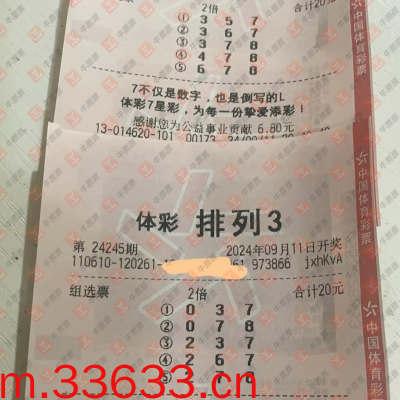 2倍 合计20元
① 3 5 7
② 3 6 7
③ 3 7 8
④ 4 7 8
⑤ 6 7 8
7不仅是数字，也是倒写的L
体彩7星彩，为每一份挚爱添彩！
感谢您为公益事业贡献 6.80元
13-014620-101 00173
中国体育彩票
体彩 排列3
第 24245期 2024年09月11日开奖
110610-120261- 973866 jxhKvA
组选票 2倍 合计20元
① 0 3 7
② 0 7 8
③ 2 3 7
④ 2 6 7
⑤ 7 8
中国体育彩票
m.33633.cn